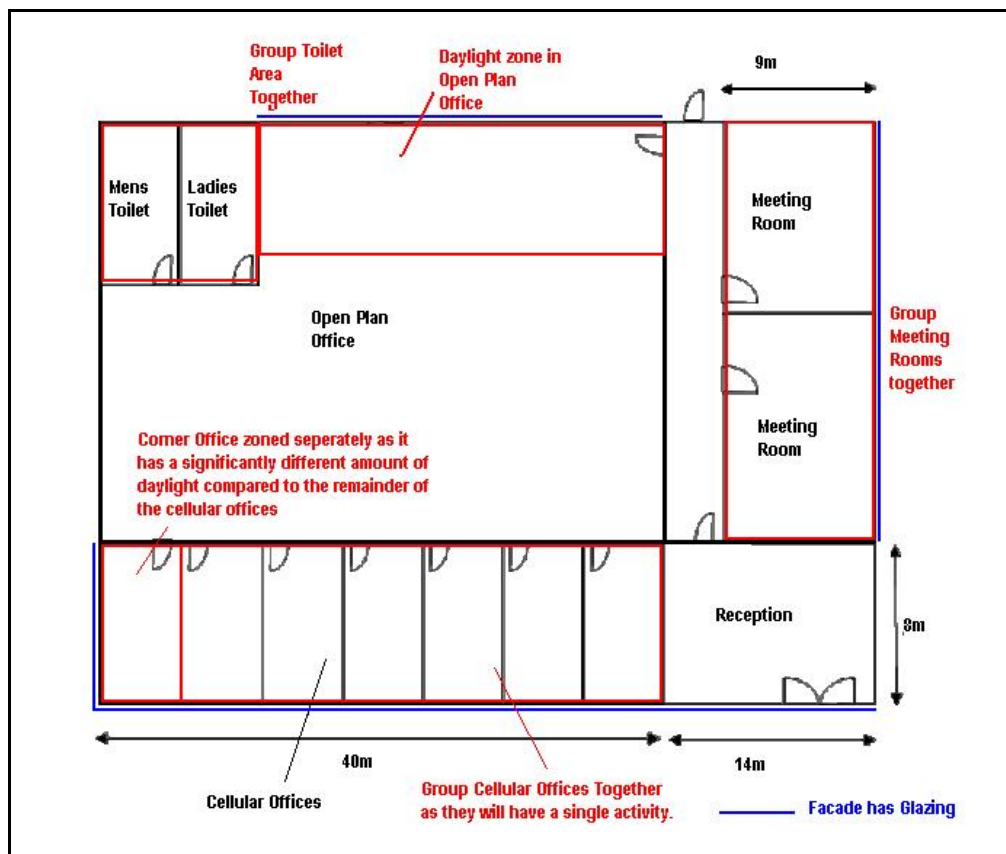 Group Toilet
Area
Together
Daylight zone in
Open Plan
Office
9m
Mens
Toilet
Ladies
Toilet
Meeting
Room
Open Plan
Office
Group
Meeting
Rooms
together
Meeting
Room
Corner Office zoned seperately as it
has a significantly different amount of
daylight compared to the remainder of
the cellular offices
Reception
8m
40m
14m
Cellular Offices
Group Cellular Offices Together
as they will have a single activity.
Facade has Glazing